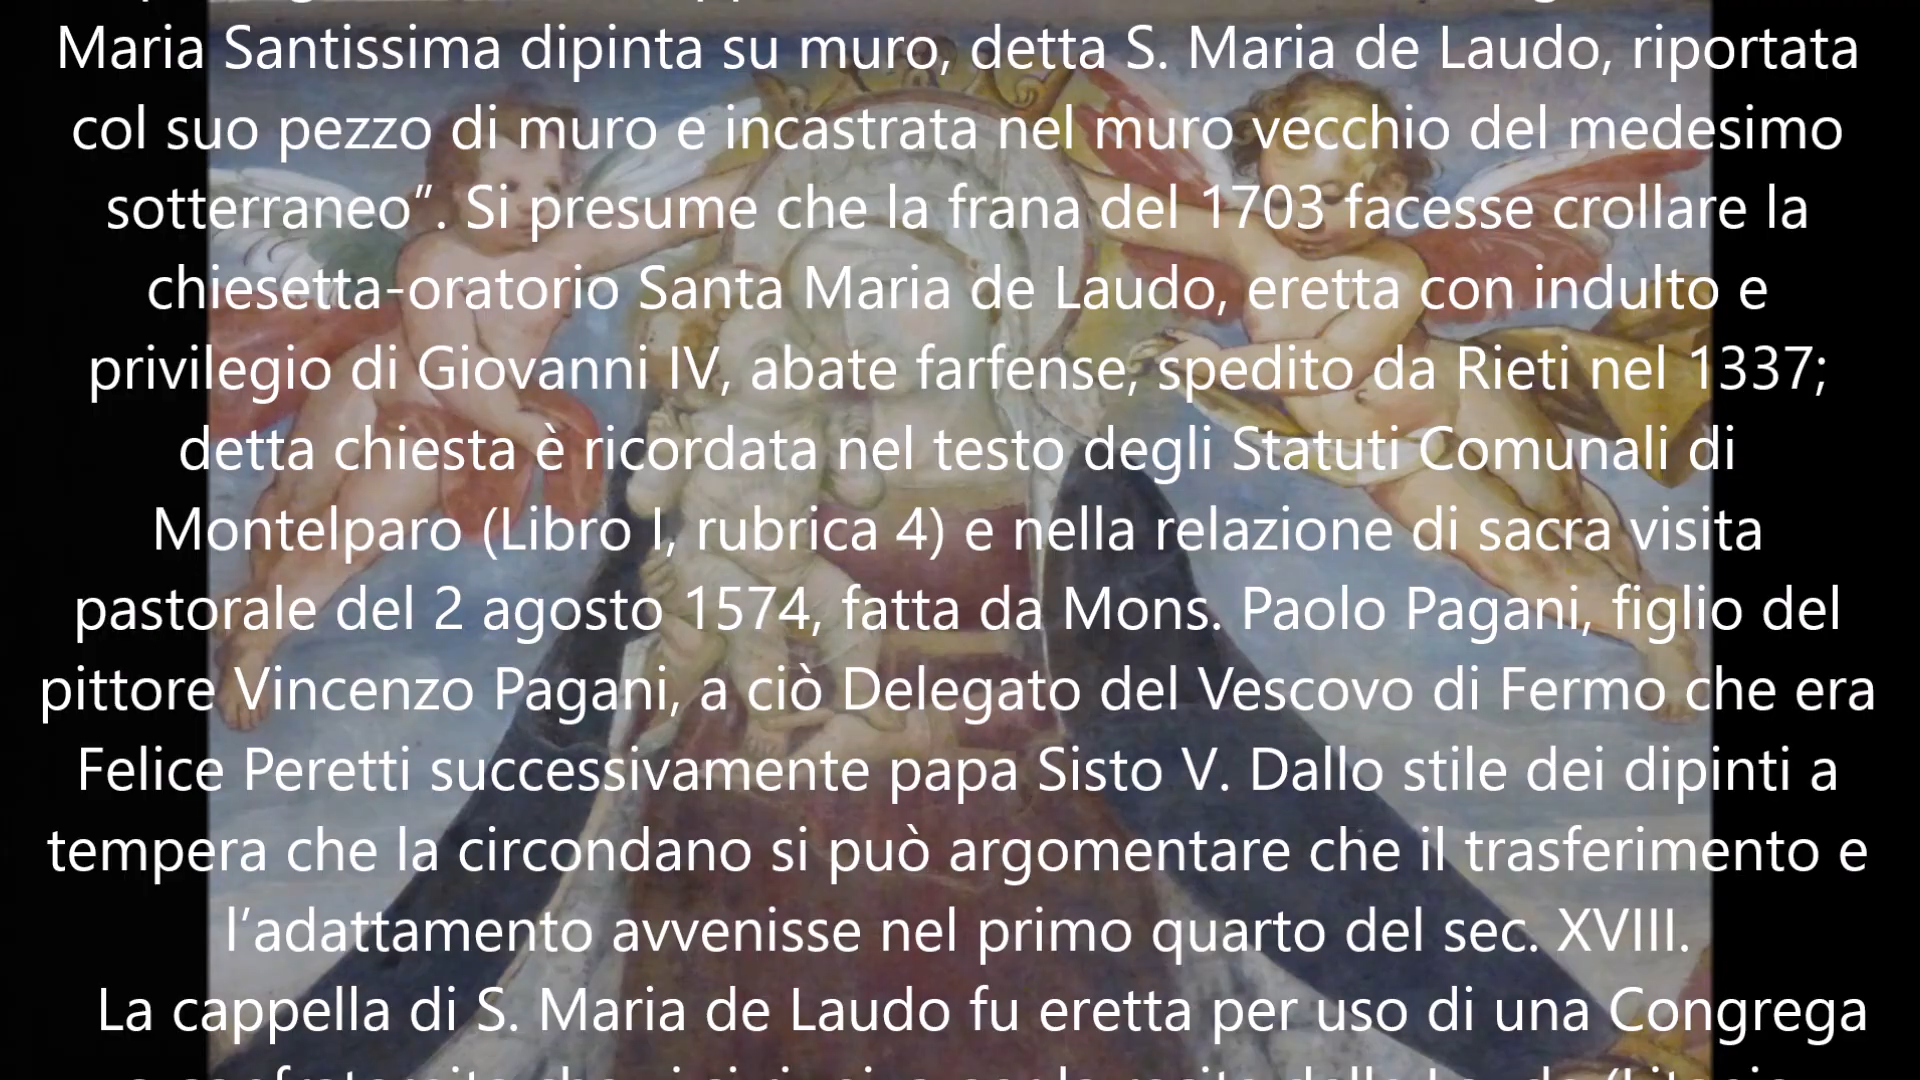 Maria Santissima dipinta su muro, detta S. Maria de Laudo, riportata
col suo pezzo di muro e incastrata nel muro vecchio del medesimo
sotterraneo”. Si presume che la frana del 1703 facesse crollare la
chiesetta-oratorio Santa Maria de Laudo, eretta con indulto e
privilegio di Giovanni IV, abate farfense, spedito da Rieti nel 1337;
detta chiesta è ricordata nel testo degli Statuti Comunali di
Montelparo (Libro I, rubrica 4) e nella relazione di sacra visita
pastorale del 2 agosto 1574, fatta da Mons. Paolo Pagani, figlio del
pittore Vincenzo Pagani, a ciò Delegato del Vescovo di Fermo che era
Felice Peretti successivamente papa Sisto V. Dallo stile dei dipinti a
tempera che la circondano si può argomentare che il trasferimento e
l’adattamento avvenisse nel primo quarto del sec. XVIII.
La cappella di S. Maria de Laudo fu eretta per uso di una Congrega